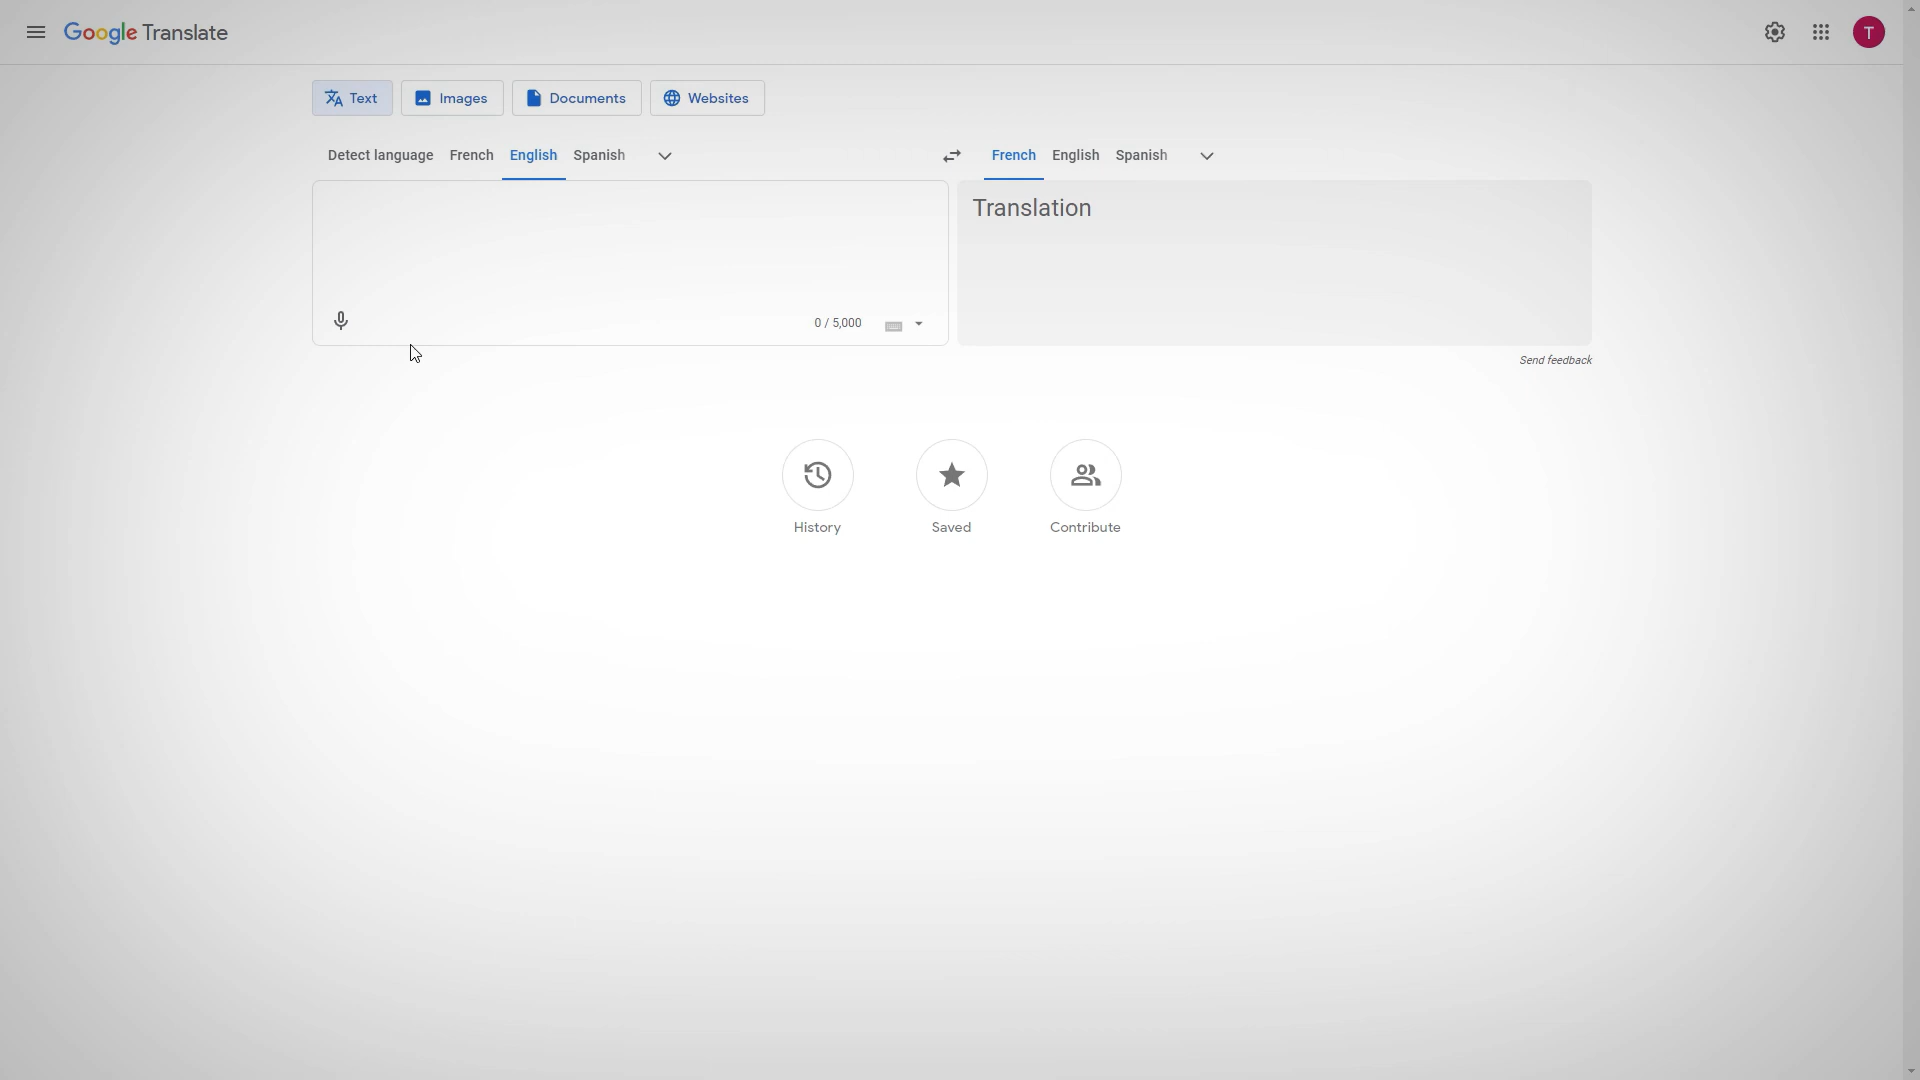 Google Translate
T
Text Images Documents Websites
Detect language French English Spanish
French English Spanish
Translation
0 / 5,000
Send feedback
History Saved Contribute